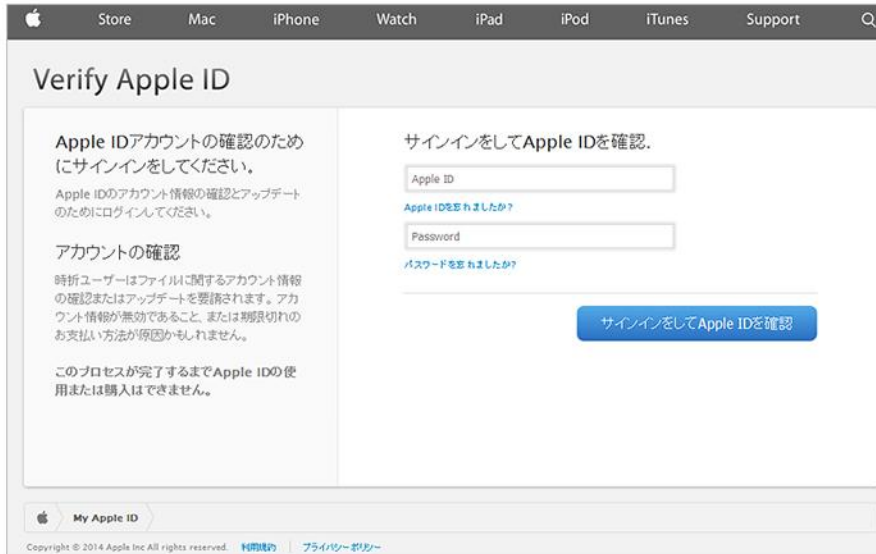 Store Mac iPhone Watch iPad iPod iTunes Support
Verify Apple ID
Apple IDアカウントの確認のため
にサインインをしてください。
Apple IDのアカウント情報の確認とアップデート
のためにログインしてください。
アカウントの確認
時折ユーザーはファイルに関するアカウント情報
の確認またはアップデートを要請されます。アカ
ウント情報が無効であること、または期限切れの
お支払い方法が原因かもしれません。
このプロセスが完了するまでApple IDの使
用または購入はできません。
サインインをしてApple IDを確認.
Apple ID
Apple IDを忘れましたか?
Password
パスワードを忘れましたか?
サインインをしてApple IDを確認
My Apple ID
Copyright © 2014 Apple Inc All rights reserved. 利用規約 プライバシーポリシー